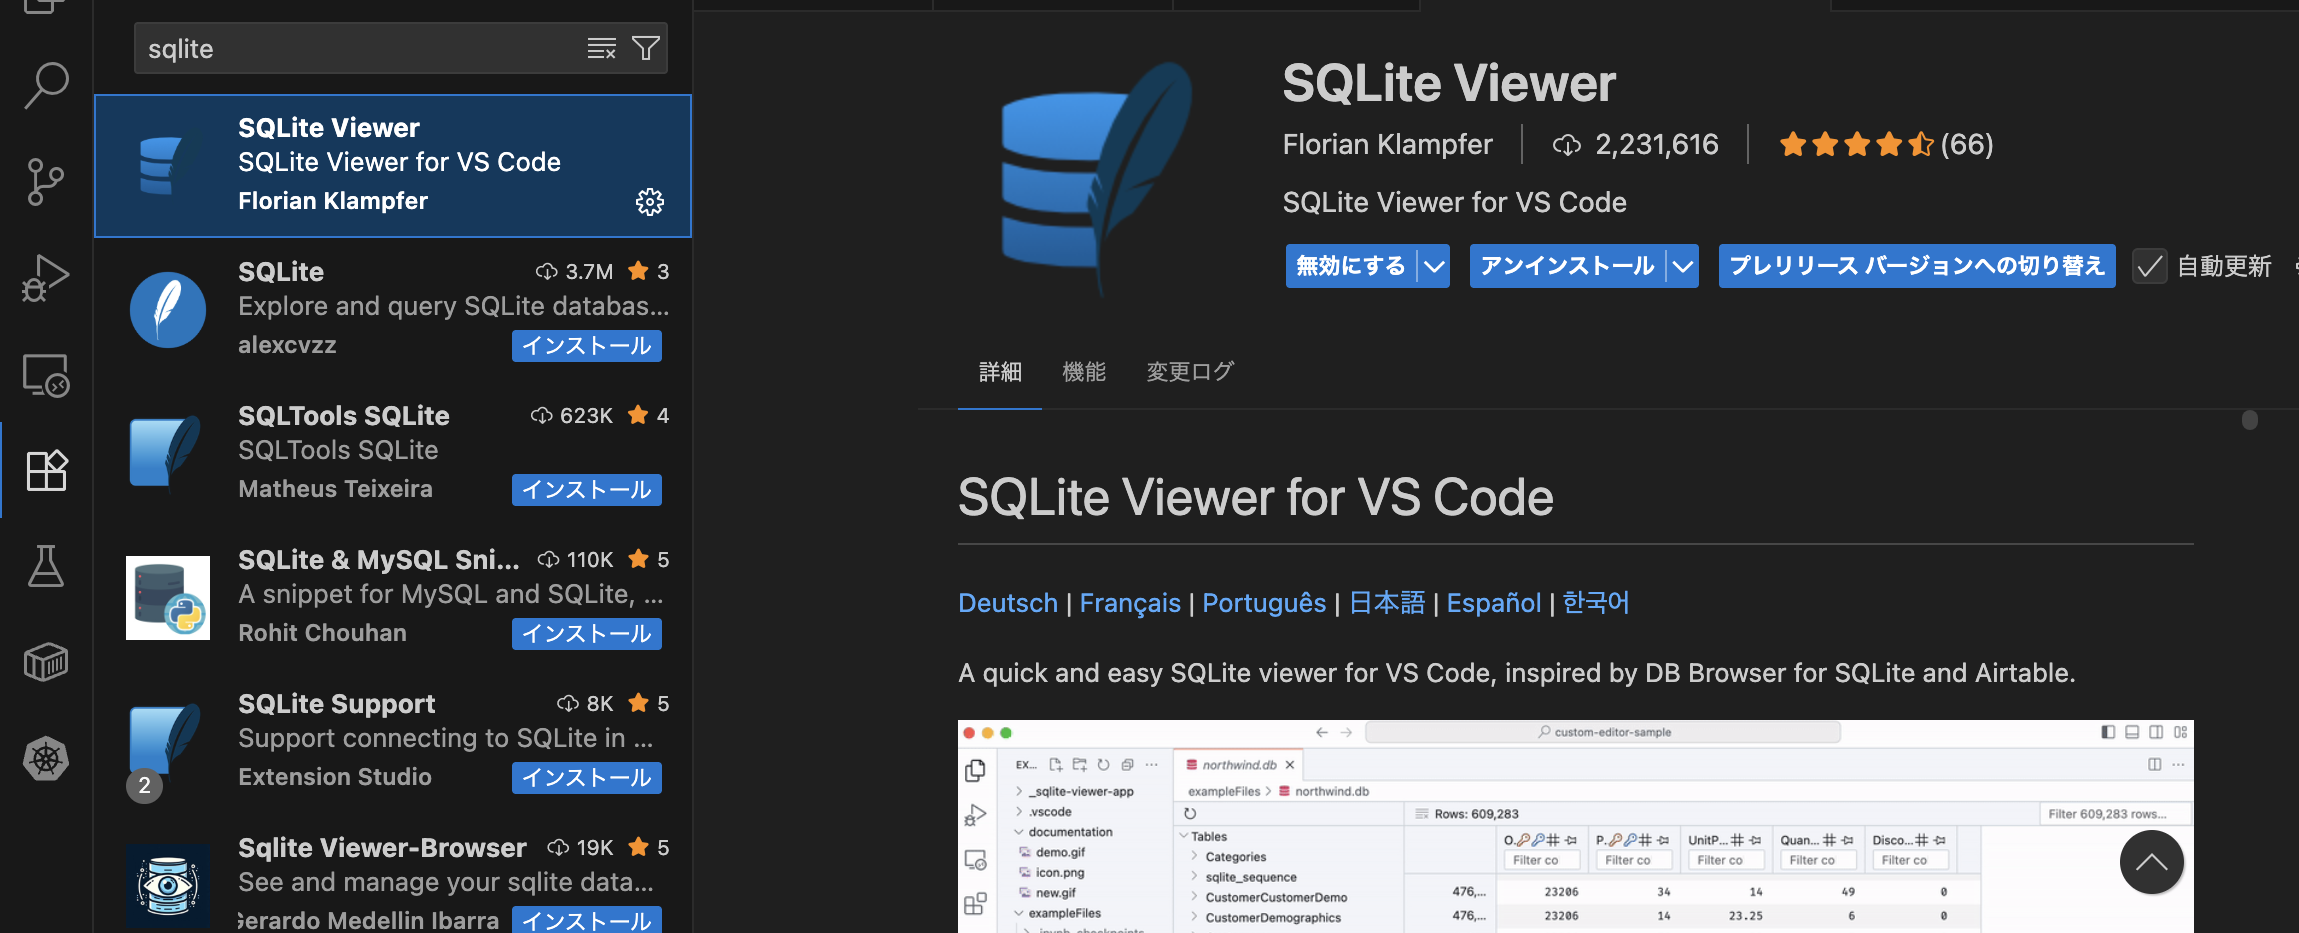 sqlite
SQLite Viewer
SQLite Viewer for VS Code
Florian Klampfer
SQLite 3.7M 3
Explore and query SQLite databas...
alexcvzz インストール
SQLTools SQLite 623K 4
SQLTools SQLite
Matheus Teixeira インストール
SQLite & MySQL Sni... 110K 5
A snippet for MySQL and SQLite, ...
Rohit Chouhan インストール
SQLite Support 8K 5
Support connecting to SQLite in ...
Extension Studio インストール
2
Sqlite Viewer-Browser 19K 5
See and manage your sqlite data...
Gerardo Medellin Ibarra インストール
SQLite Viewer
Florian Klampfer 2,231,616 (66)
SQLite Viewer for VS Code
無効にする アンインストール プレリリース バージョンへの切り替え 自動更新
詳細 機能 変更ログ
SQLite Viewer for VS Code
Deutsch | Français | Português | 日本語 | Español | 한국어
A quick and easy SQLite viewer for VS Code, inspired by DB Browser for SQLite and Airtable.
custom-editor-sample
EX... northwind.db
_sqlite-viewer-app
.vscode
documentation
demo.gif
icon.png
new.gif
exampleFiles
exampleFiles > northwind.db
Rows: 609,283 Filter 609,283 rows...
Tables
Categories
sqlite_sequence
CustomerCustomerDemo
CustomerDemographics
O. P. UnitP... Quan... Disco...
Filter co Filter co Filter co Filter co Filter co
476,... 23206 34 14 49 0
476,... 23206 14 23.25 6 0